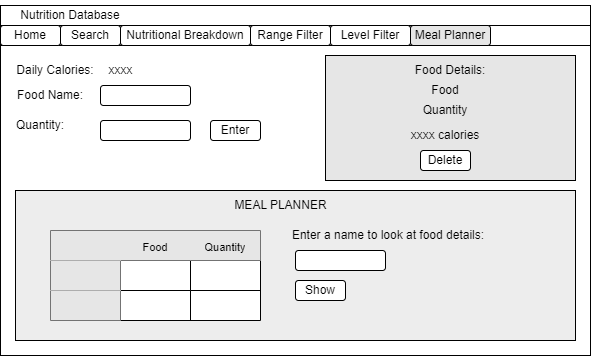 Nutrition Database
Home Search Nutritional Breakdown Range Filter Level Filter Meal Planner
Daily Calories: xxxx
Food Name:
Quantity:
Enter
Food Details:
Food
Quantity
xxxx calories
Delete
MEAL PLANNER
Food Quantity
Enter a name to look at food details:
Show